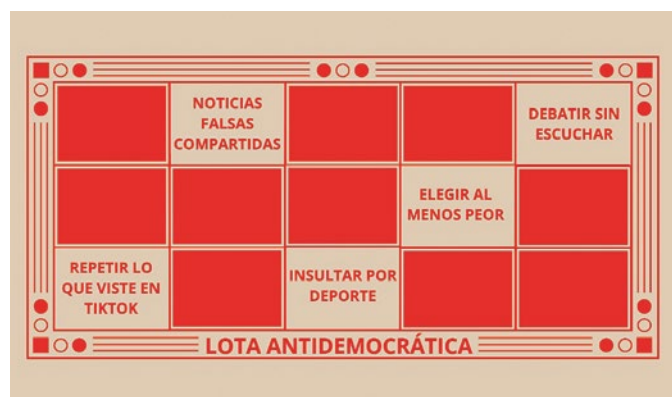 NOTICIAS
FALSAS
COMPARTIDAS
DEBATIR SIN
ESCUCHAR
ELEGIR AL
MENOS PEOR
REPETIR LO
QUE VISTE EN
TIKTOK
INSULTAR POR
DEPORTE
LOTA ANTIDEMOCRÁTICA